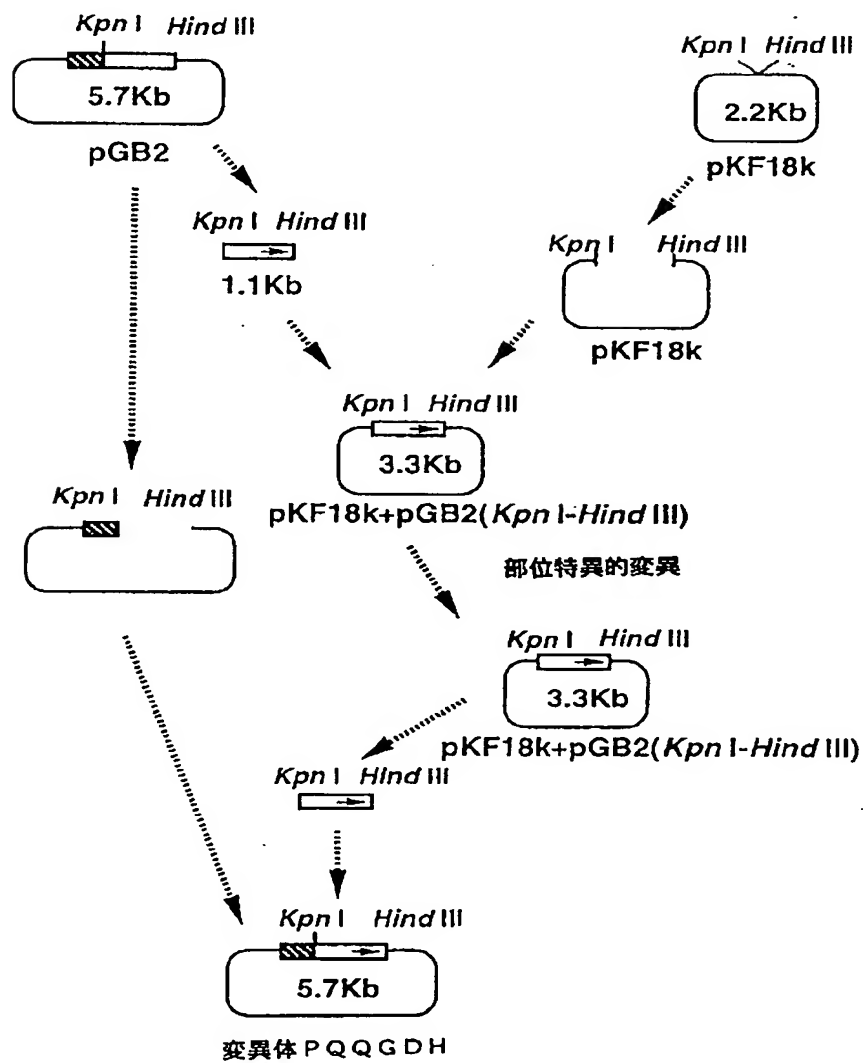 Kpn I Hind III
5.7Kb
pGB2
Kpn I Hind III
2.2Kb
pKF18k
Kpn I Hind III
1.1Kb
Kpn I Hind III
pKF18k
Kpn I Hind III
3.3Kb
pKF18k+pGB2(Kpn I-Hind III)
Kpn I Hind III
部位特異的変異
Kpn I Hind III
3.3Kb
pKF18k+pGB2(Kpn I-Hind III)
Kpn I Hind III
Kpn I Hind III
5.7Kb
変異体PQQGDH